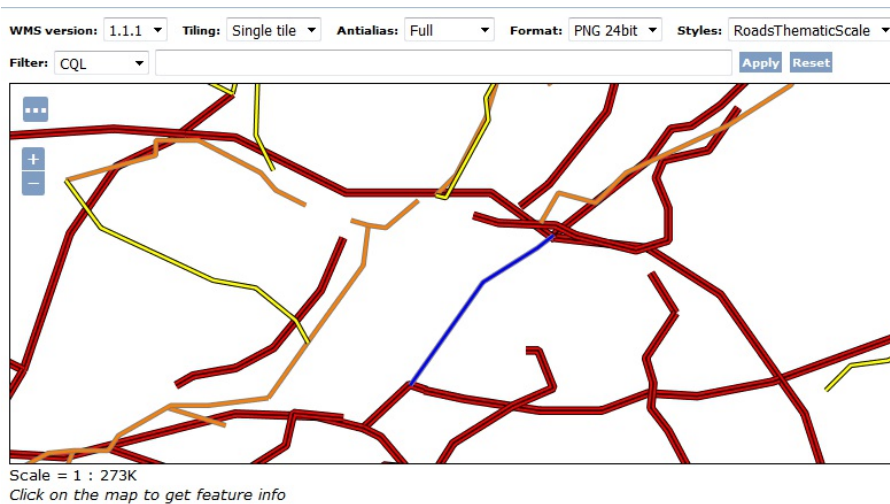 WMS version: 1.1.1 Tiling: Single tile Antialias: Full Format: PNG 24bit Styles: RoadsThematicScale
Filter: CQL Apply Reset
...
+
−
Scale = 1 : 273K
Click on the map to get feature info